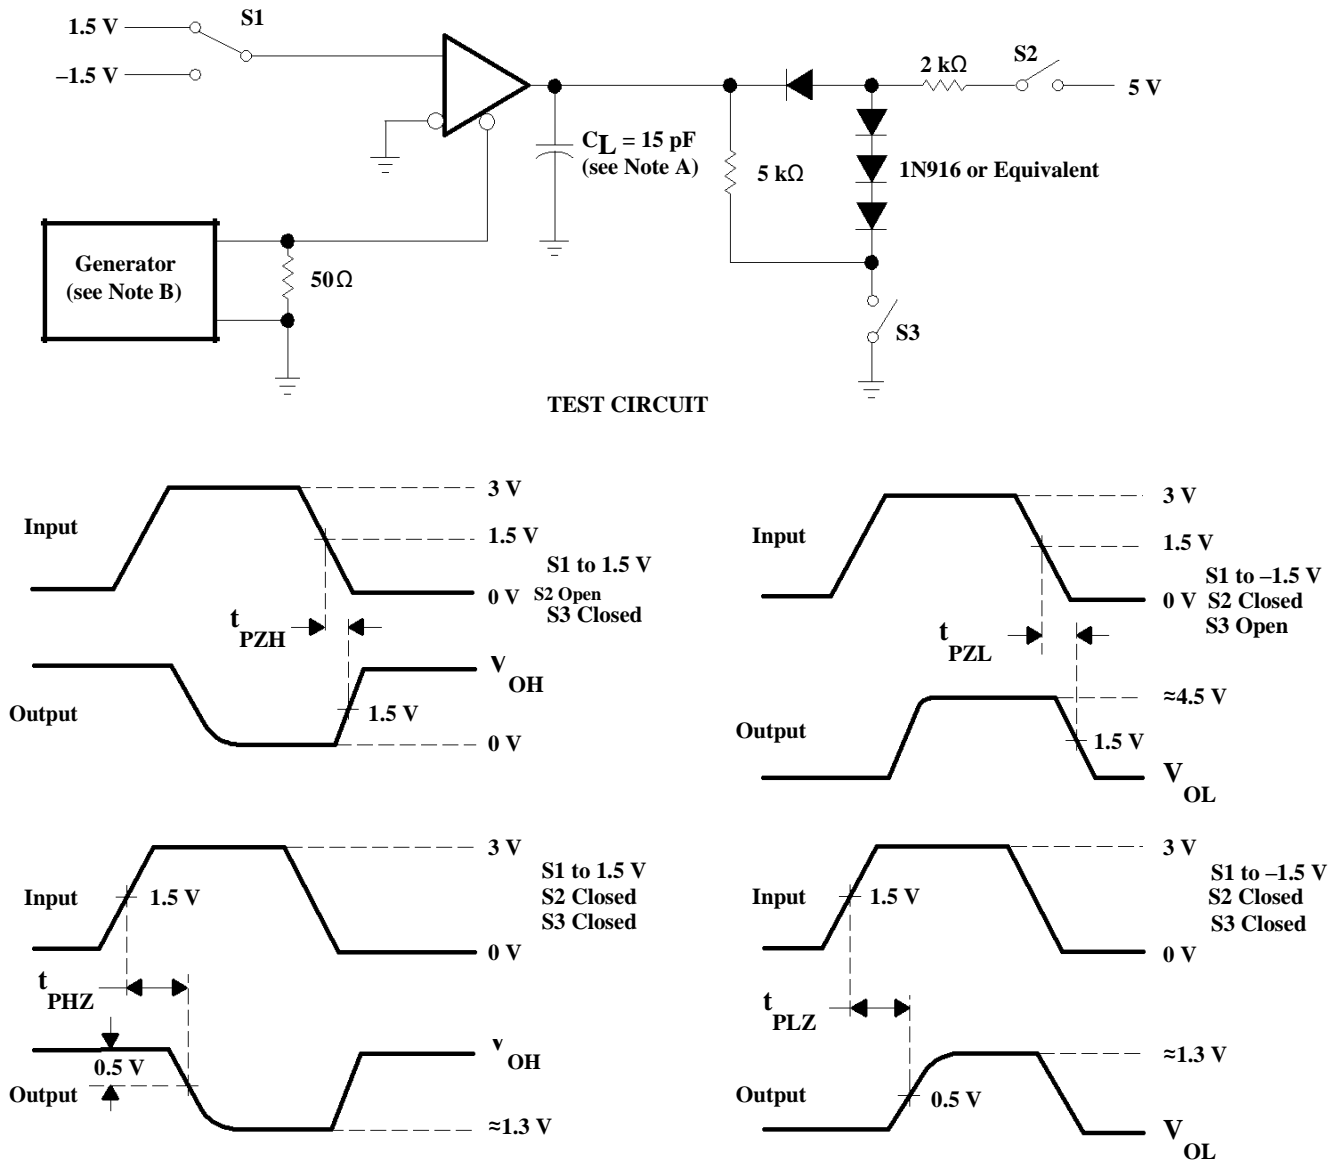 1.5 V
S1
–1.5 V
2 kΩ
S2
5 V
CL = 15 pF
(see Note A)
5 kΩ
1N916 or Equivalent
Generator
(see Note B)
50Ω
S3
TEST CIRCUIT
Input
3 V
1.5 V
S1 to 1.5 V
0 V
S2 Open
S3 Closed
tPZH
Output
VOH
1.5 V
0 V
Input
3 V
1.5 V
S1 to –1.5 V
0 V
S2 Closed
S3 Open
tPZL
Output
≈4.5 V
1.5 V
VOL
Input
3 V
1.5 V
S1 to 1.5 V
S2 Closed
S3 Closed
0 V
tPHZ
0.5 V
Output
VOH
≈1.3 V
Input
3 V
1.5 V
S1 to –1.5 V
S2 Closed
S3 Closed
0 V
tPLZ
Output
≈1.3 V
0.5 V
VOL